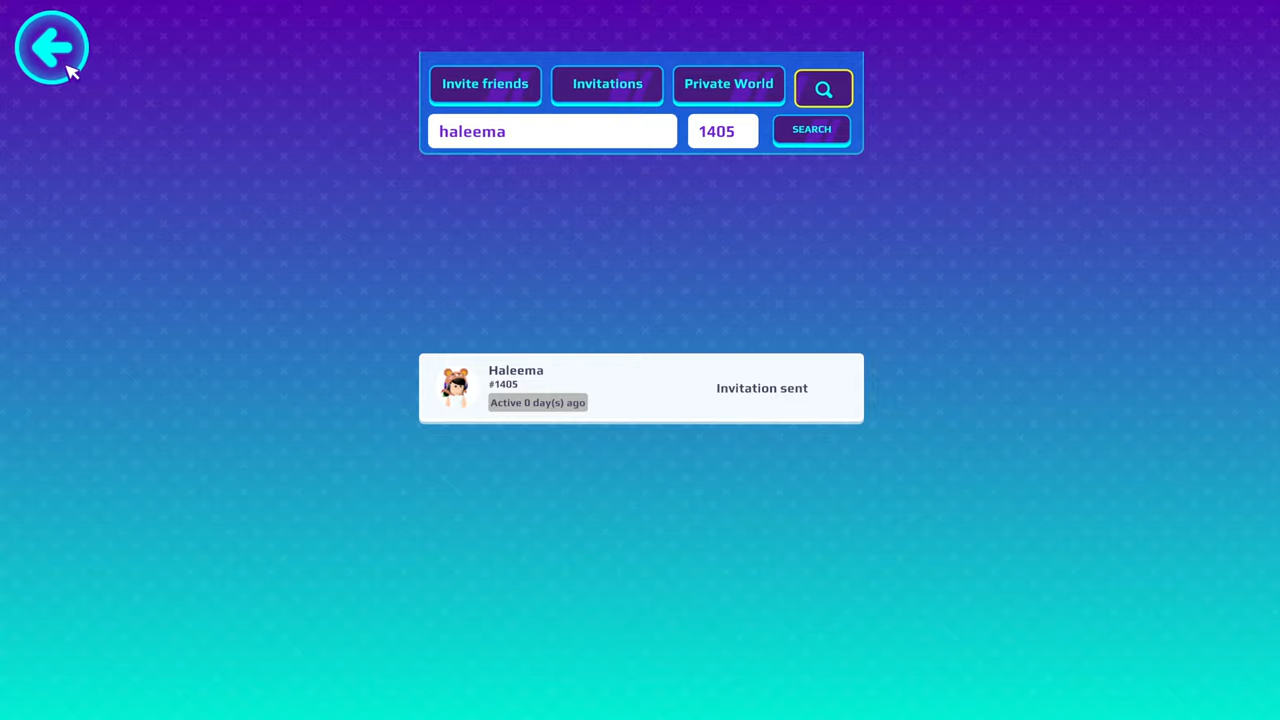 Invite friends
Invitations
Private World
haleema
1405
SEARCH
Haleema
#1405
Active 0 day(s) ago
Invitation sent